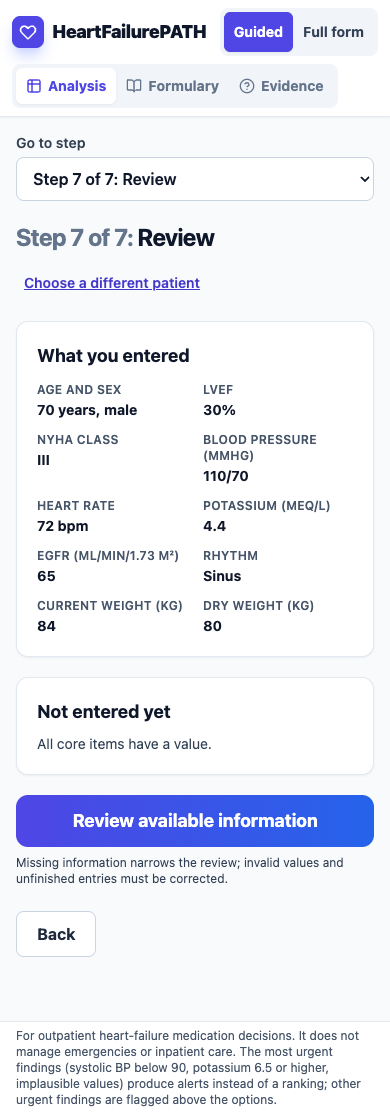 HeartFailurePATH
Guided
Full form
Analysis
Formulary
Evidence
Go to step
Step 7 of 7: Review
Step 7 of 7: Review
Choose a different patient
What you entered
AGE AND SEX
70 years, male
LVEF
30%
NYHA CLASS
III
BLOOD PRESSURE
(MMHG)
110/70
HEART RATE
72 bpm
POTASSIUM (MEQ/L)
4.4
EGFR (ML/MIN/1.73 M²)
65
RHYTHM
Sinus
CURRENT WEIGHT (KG)
84
DRY WEIGHT (KG)
80
Not entered yet
All core items have a value.
Review available information
Missing information narrows the review; invalid values and
unfinished entries must be corrected.
Back
For outpatient heart-failure medication decisions. It does not
manage emergencies or inpatient care. The most urgent
findings (systolic BP below 90, potassium 6.5 or higher,
implausible values) produce alerts instead of a ranking; other
urgent findings are flagged above the options.